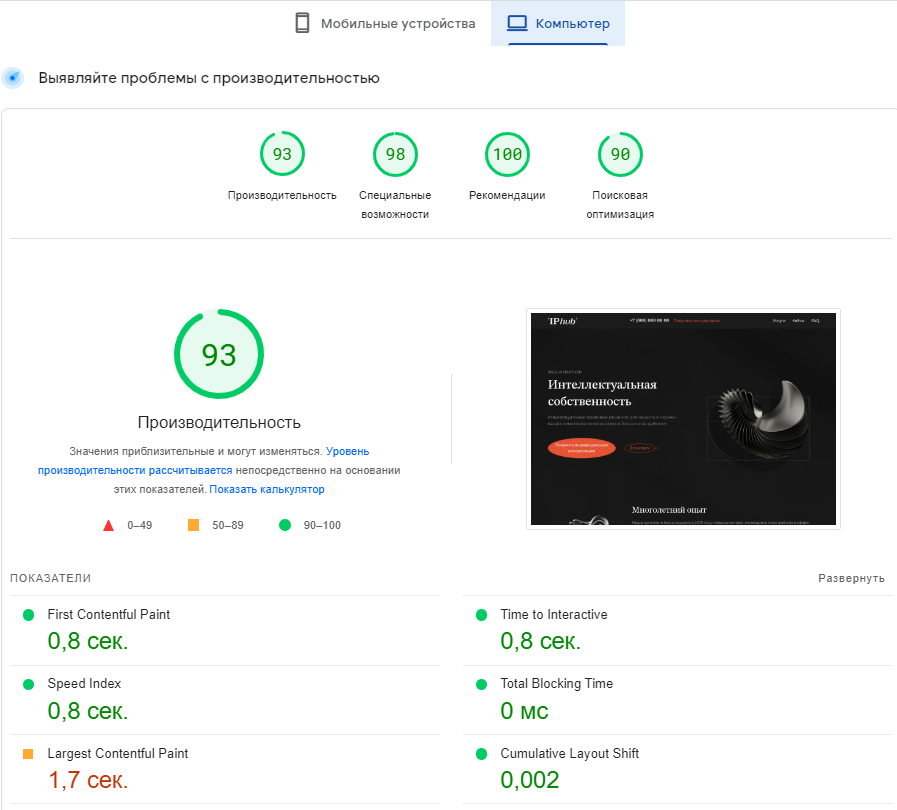 Мобильные устройства
Компьютер
Выявляйте проблемы с производительностью
93
98
100
90
Производительность
Специальные
возможности
Рекомендации
Поисковая
оптимизация
93
Производительность
Значения приблизительные и могут изменяться. Уровень
производительности рассчитывается непосредственно на основании
этих показателей. Показать калькулятор
0–49
50–89
90–100
IPhub
Интеллектуальная
собственность
Многолетний опыт
ПОКАЗАТЕЛИ
Развернуть
First Contentful Paint
0,8 сек.
Time to Interactive
0,8 сек.
Speed Index
0,8 сек.
Total Blocking Time
0 мс
Largest Contentful Paint
1,7 сек.
Cumulative Layout Shift
0,002